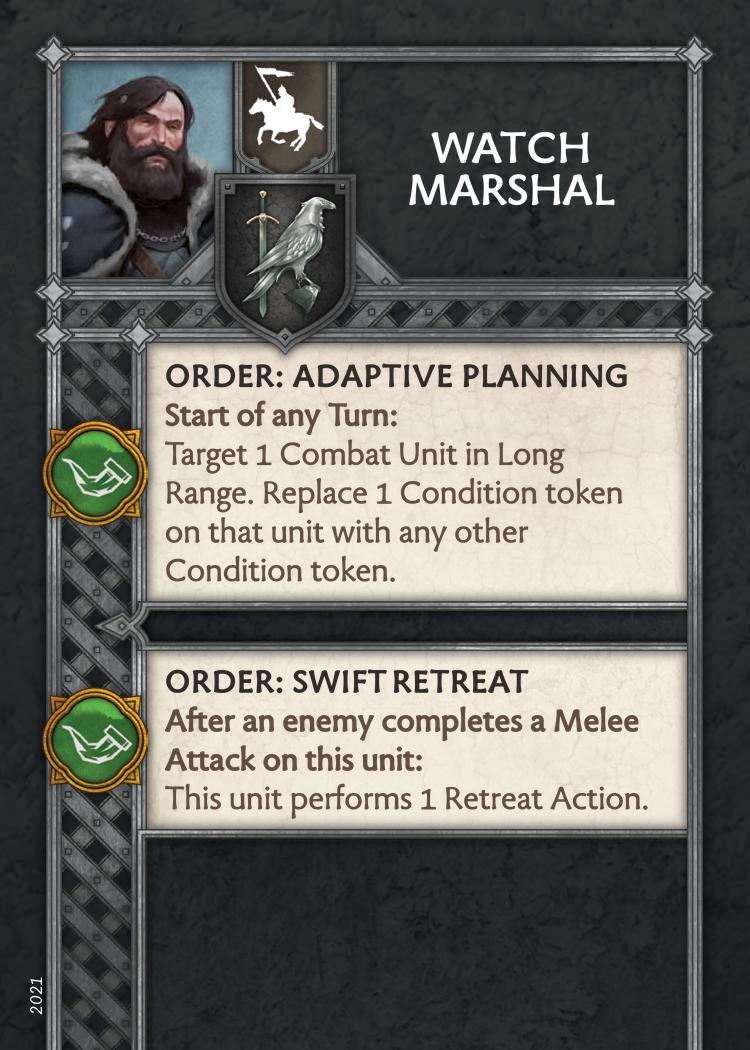 WATCH
MARSHAL
ORDER: ADAPTIVE PLANNING
Start of any Turn:
Target 1 Combat Unit in Long
Range. Replace 1 Condition token
on that unit with any other
Condition token.
ORDER: SWIFT RETREAT
After an enemy completes a Melee
Attack on this unit:
This unit performs 1 Retreat Action.
2021